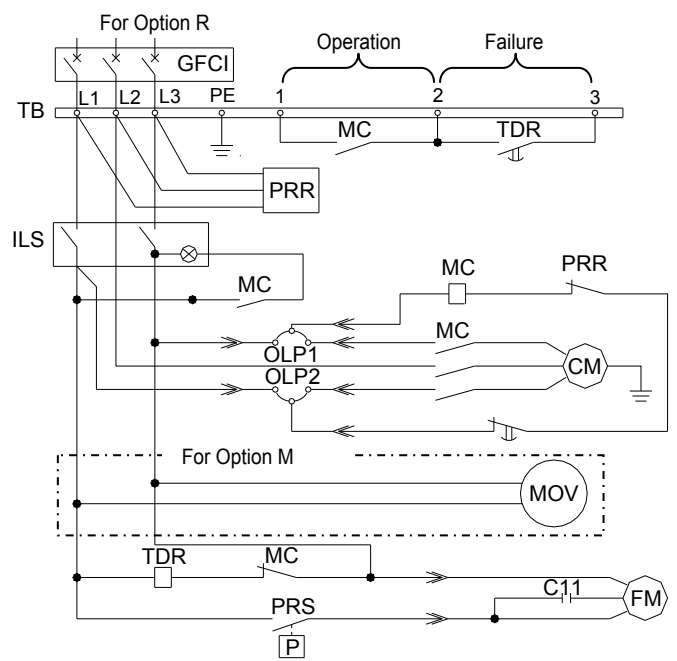 For Option R
Operation Failure
GFCI
L1 L2 L3 PE 1 2 3
TB
MC TDR
PRR
ILS
MC PRR
MC
MC
OLP1
CM
OLP2
For Option M
MOV
TDR MC
C11
FM
PRS
P